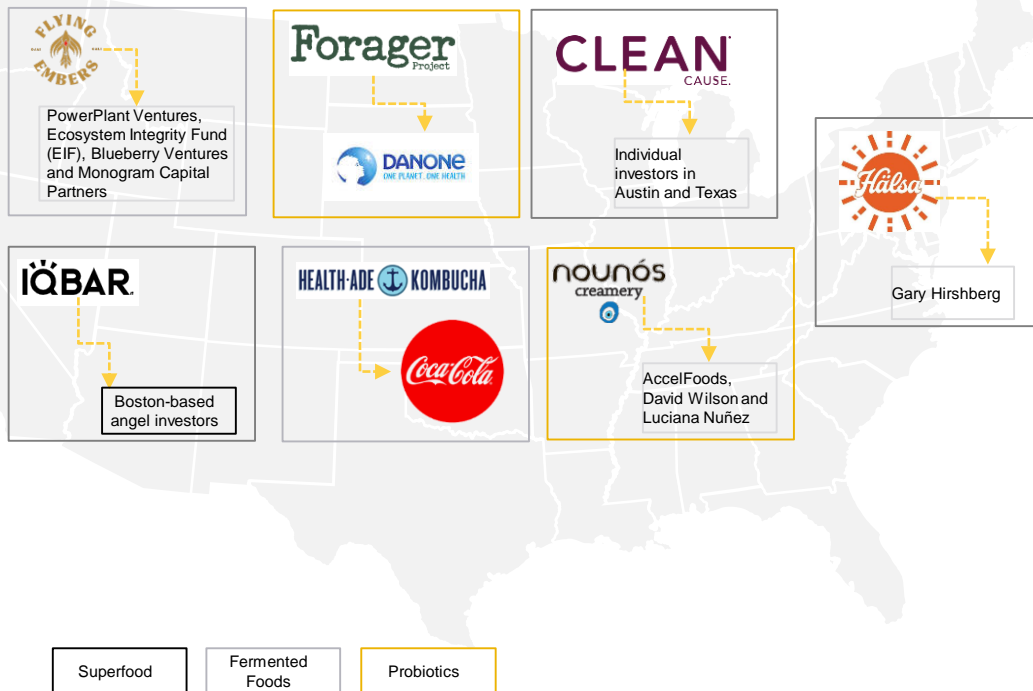 FLYING
EMBERS
PowerPlant Ventures,
Ecosystem Integrity Fund
(EIF), Blueberry Ventures
and Monogram Capital
Partners
Forager
Project
DANONE
ONE PLANET. ONE HEALTH
CLEAN
CAUSE.
Individual
investors in
Austin and Texas
Hälsa
Gary Hirshberg
IQBAR
Boston-based
angel investors
HEALTH-ADE KOMBUCHA
Coca-Cola
nounós
creamery
AccelFoods,
David Wilson and
Luciana Nuñez
Superfood
Fermented
Foods
Probiotics